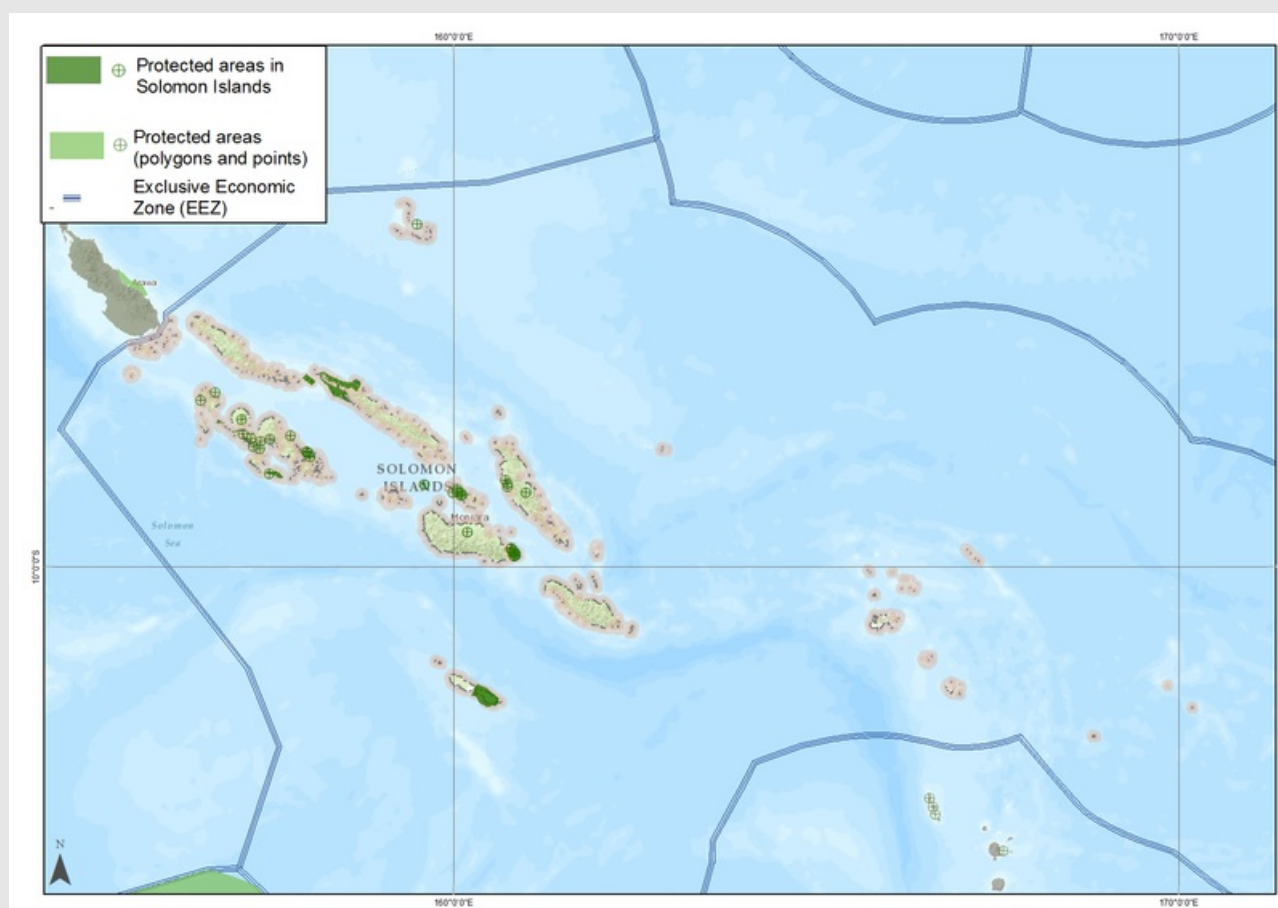 160°0'0"E
170°0'0"E
Protected areas in
Solomon Islands
Protected areas
(polygons and points)
Exclusive Economic
Zone (EEZ)
Arawa
SOLOMON
ISLANDS
Honiara
Solomon
Sea
10°0'0"S
N
160°0'0"E
170°0'0"E